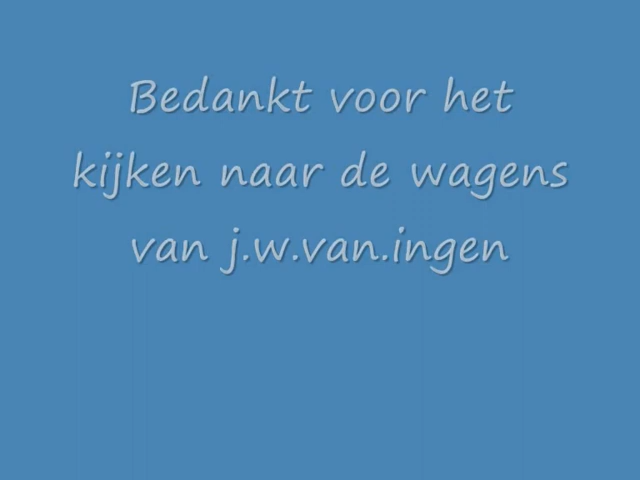 Bedankt voor het
kijken naar de wagens
van j.w.van.ingen